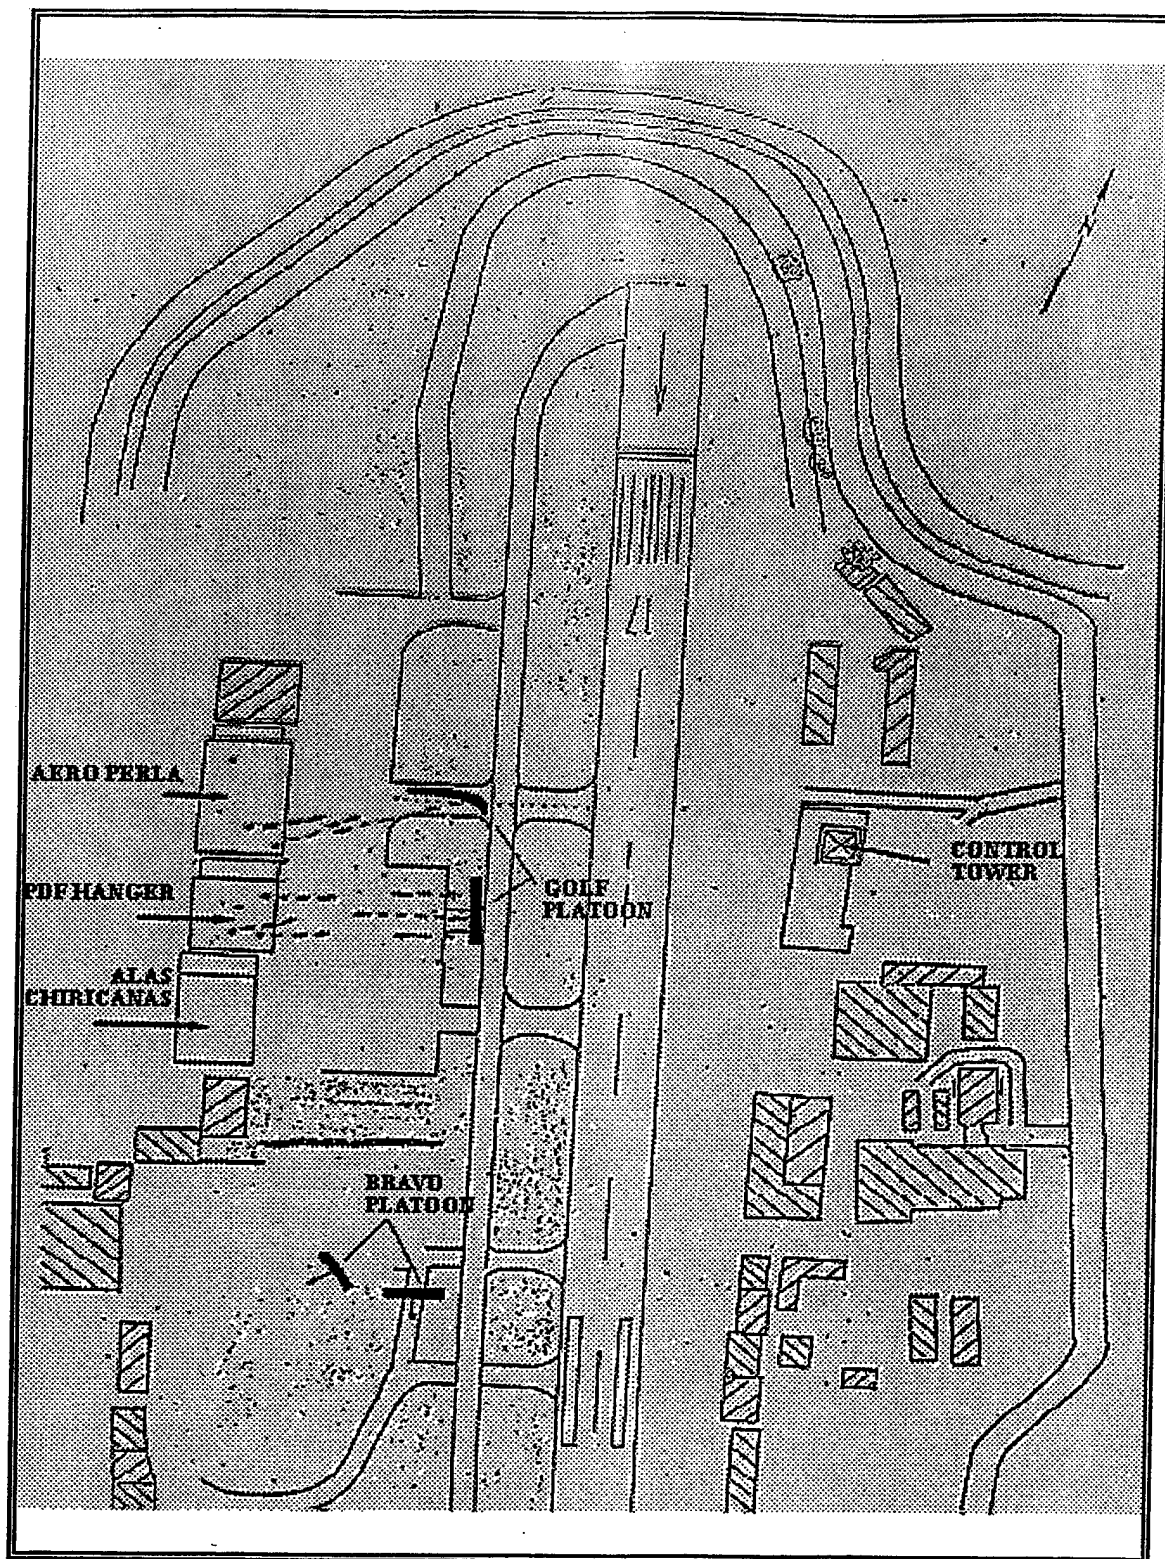 N
AERO PERLA
PDF HANGER
ALAS
CHIRICANAS
GOLF
PLATOON
CONTROL
TOWER
BRAVO
PLATOON